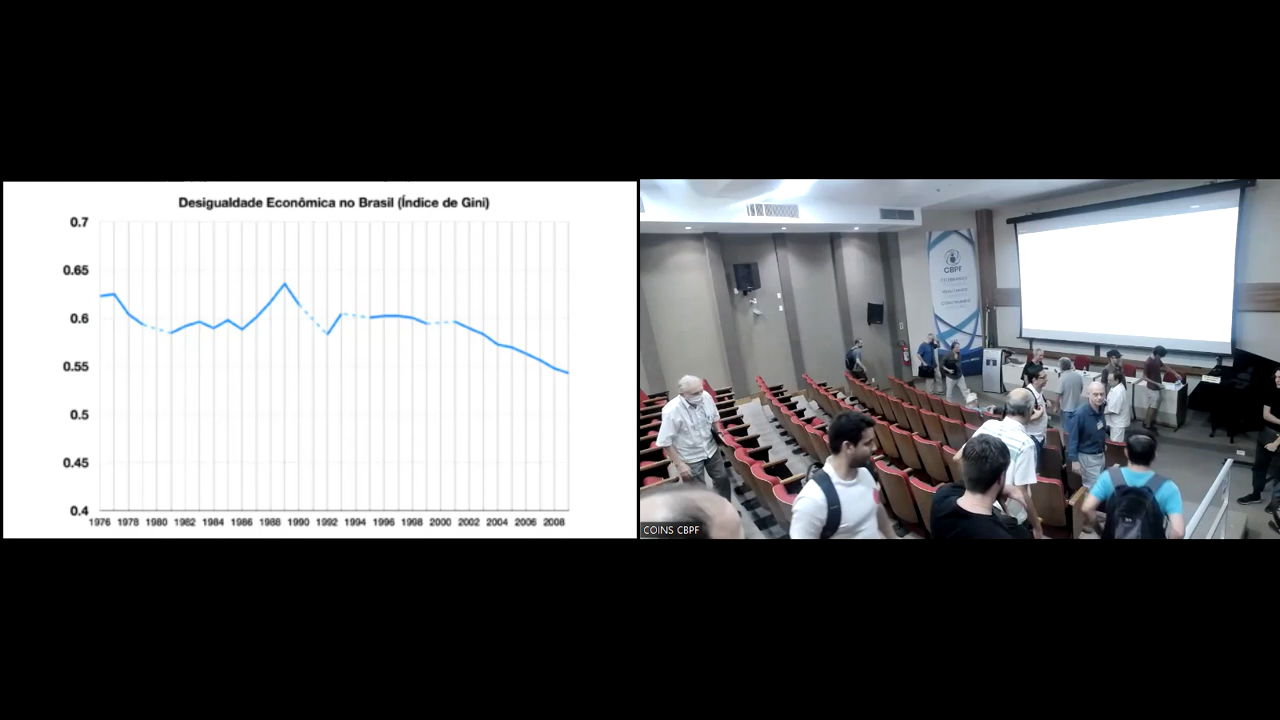 Desigualdade Econômica no Brasil (Índice de Gini)
0.7
0.65
0.6
0.55
0.5
0.45
0.4
1976 1978 1980 1982 1984 1986 1988 1990 1992 1994 1996 1998 2000 2002 2004 2006 2008
CBPF
COINS CBPF